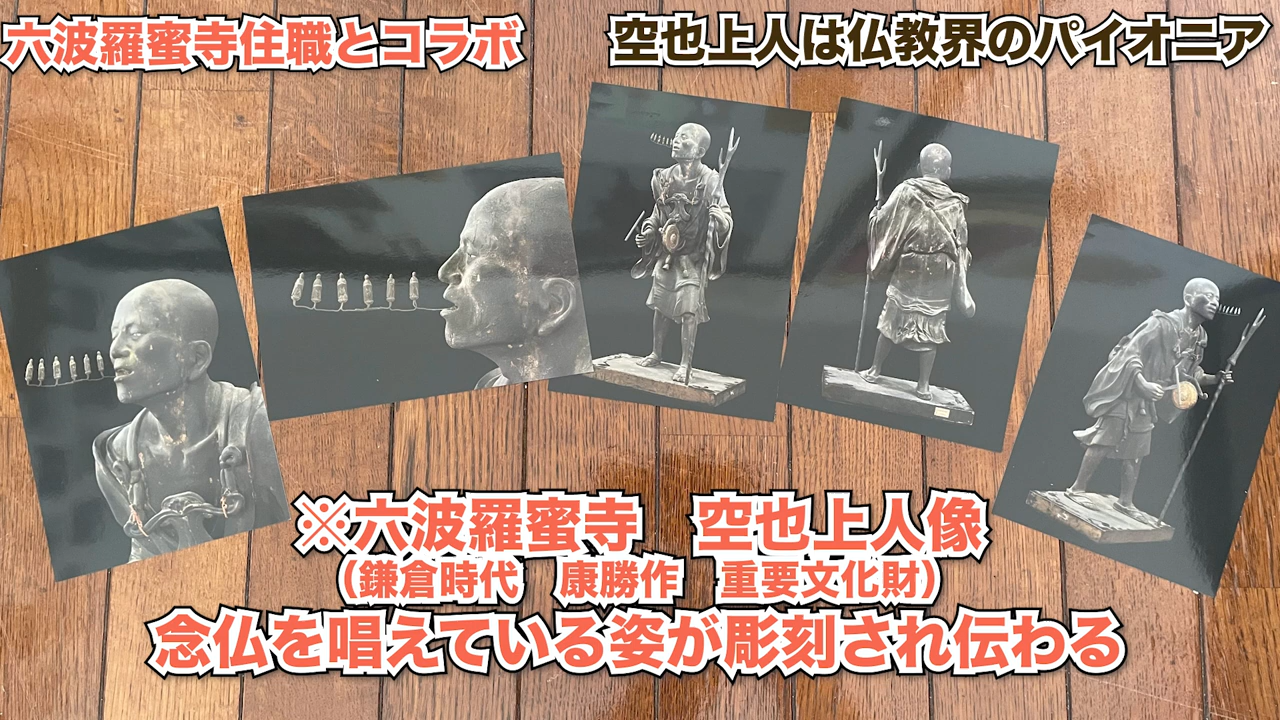 六波羅蜜寺住職とコラボ
空也上人は仏教界のパイオニア
※六波羅蜜寺　空也上人像
（鎌倉時代　康勝作　重要文化財）
念仏を唱えている姿が彫刻され伝わる